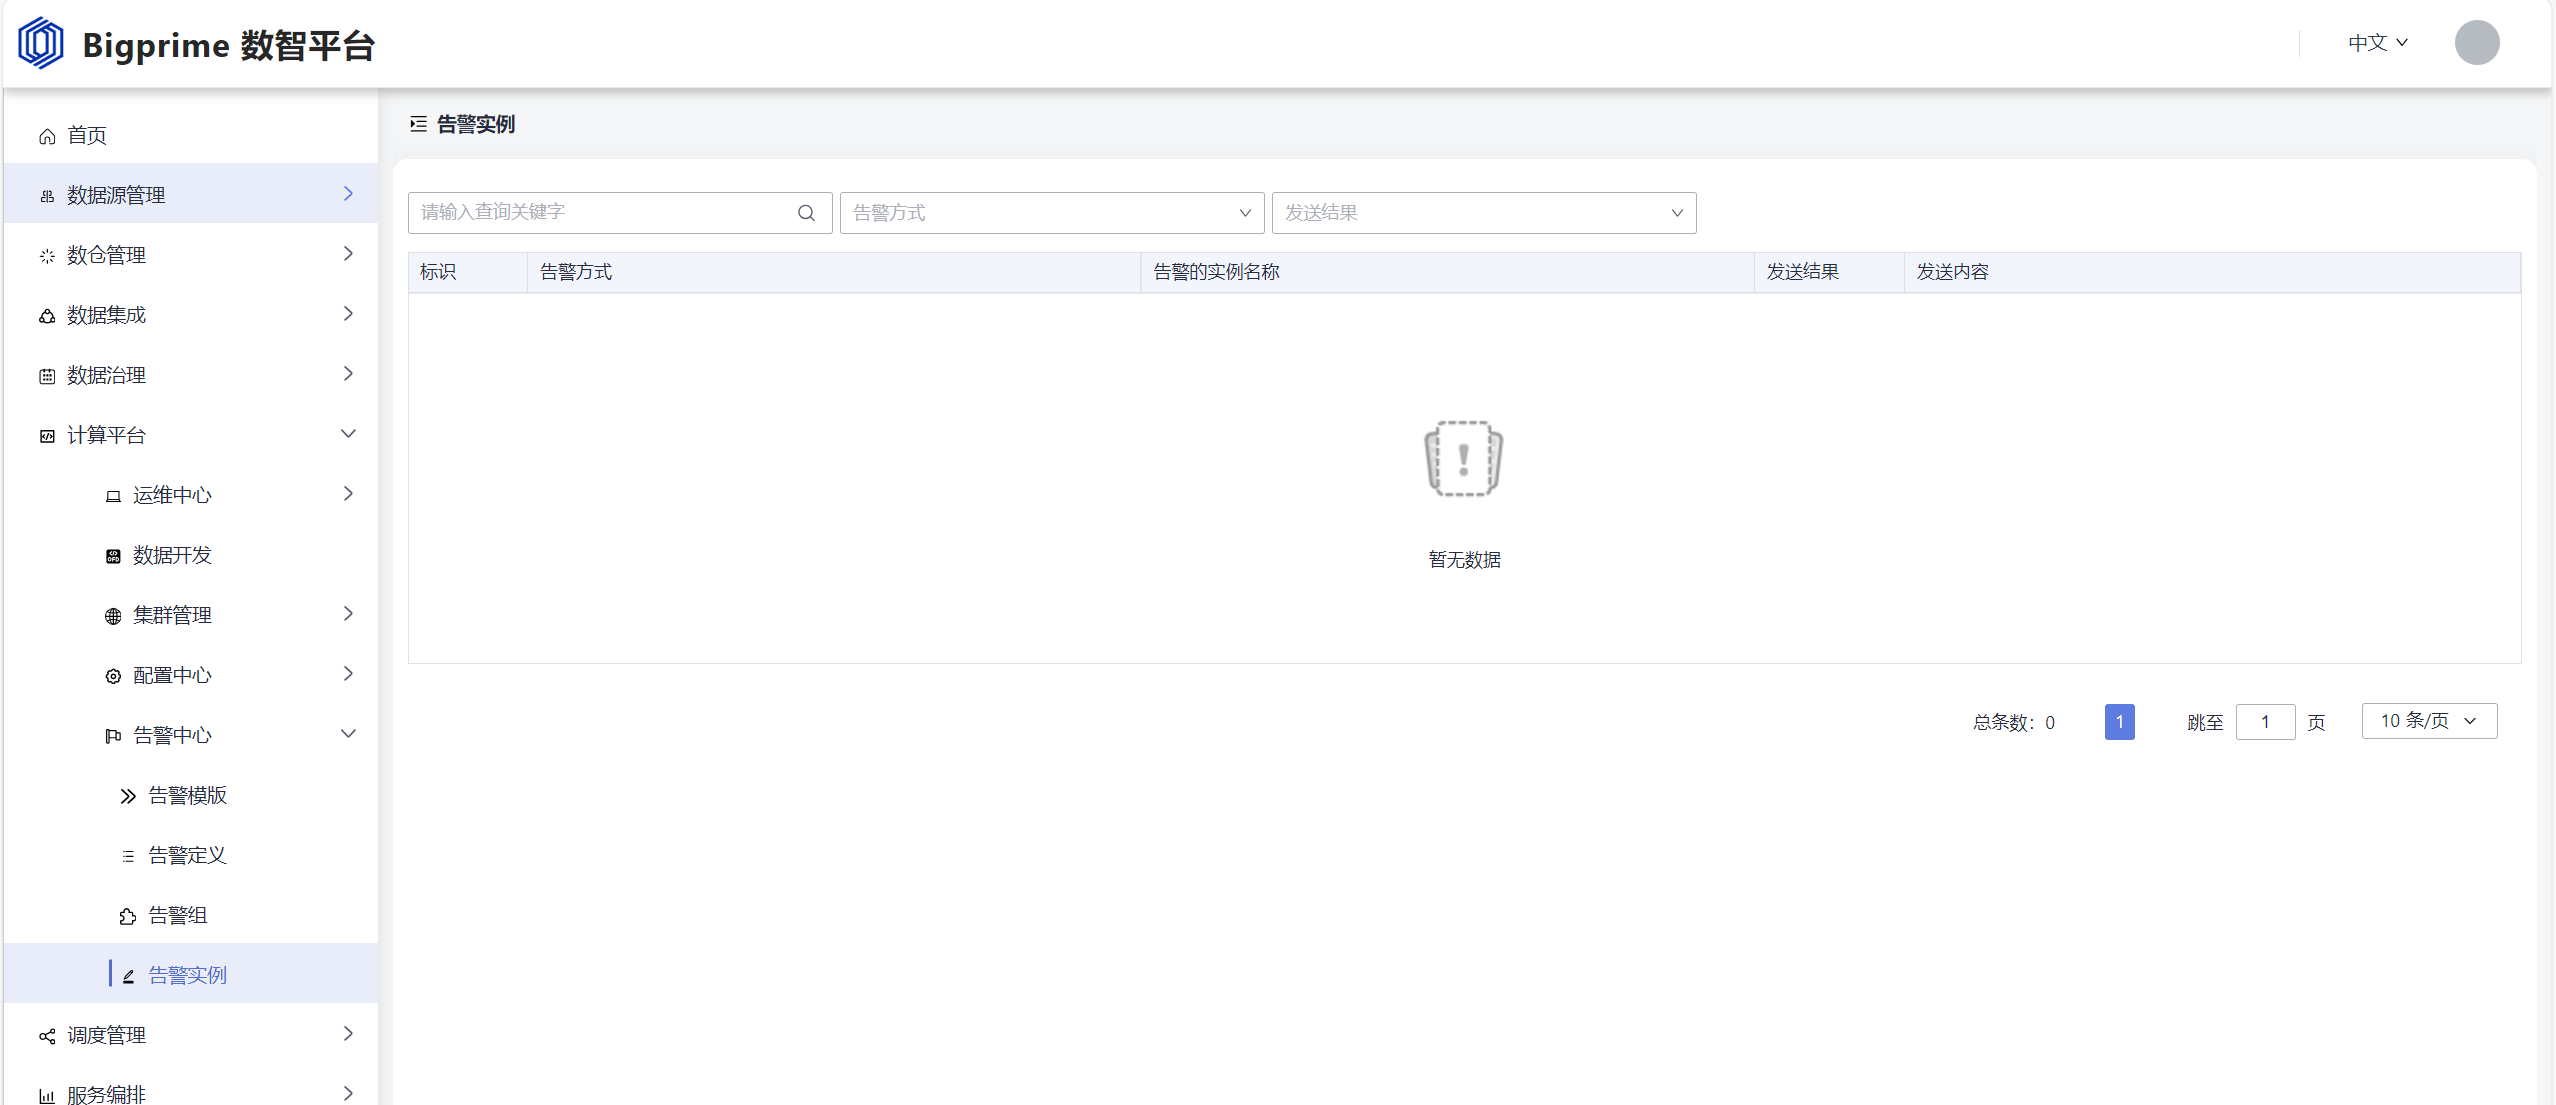 Bigprime 数智平台
中文
首页
数据源管理
数仓管理
数据集成
数据治理
计算平台
运维中心
数据开发
集群管理
配置中心
告警中心
告警模版
告警定义
告警组
告警实例
调度管理
服务编排
告警实例
请输入查询关键字 告警方式 发送结果
标识 告警方式 告警的实例名称 发送结果 发送内容
暂无数据
总条数：0 1 跳至 1 页 10 条/页